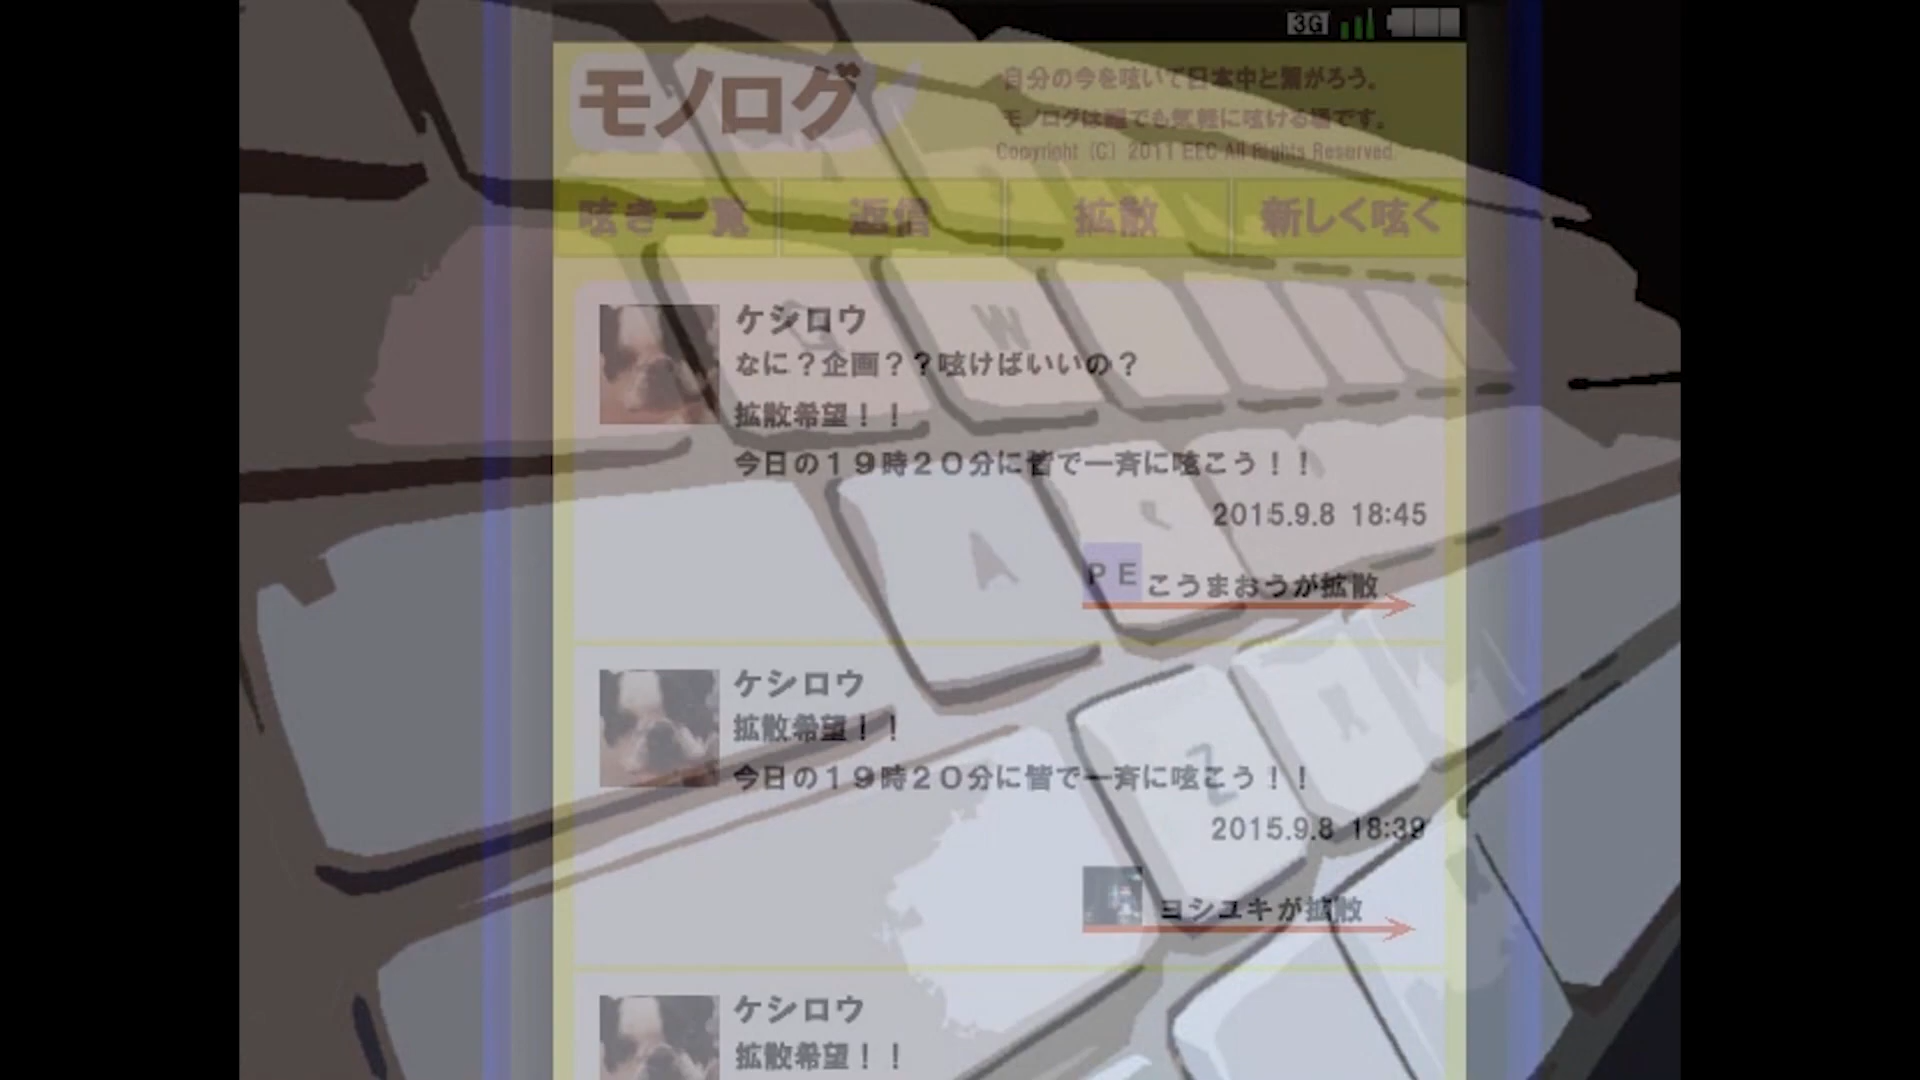 3G
モノログ
自分の今を呟いて日本中と繋がろう。
モノログは誰でも気軽に呟ける場です。
Copyright (C) 2011 EEC All Rights Reserved.
呟き一覧 返信 拡散 新しく呟く
ケシロウ
なに？企画？？呟けばいいの？
拡散希望！！
今日の１９時２０分に皆で一斉に呟こう！！
2015.9.8 18:45
ＰＥ こうまおうが拡散
ケシロウ
拡散希望！！
今日の１９時２０分に皆で一斉に呟こう！！
2015.9.8 18:39
ヨシユキが拡散
ケシロウ
拡散希望！！
Q W
A
Z X